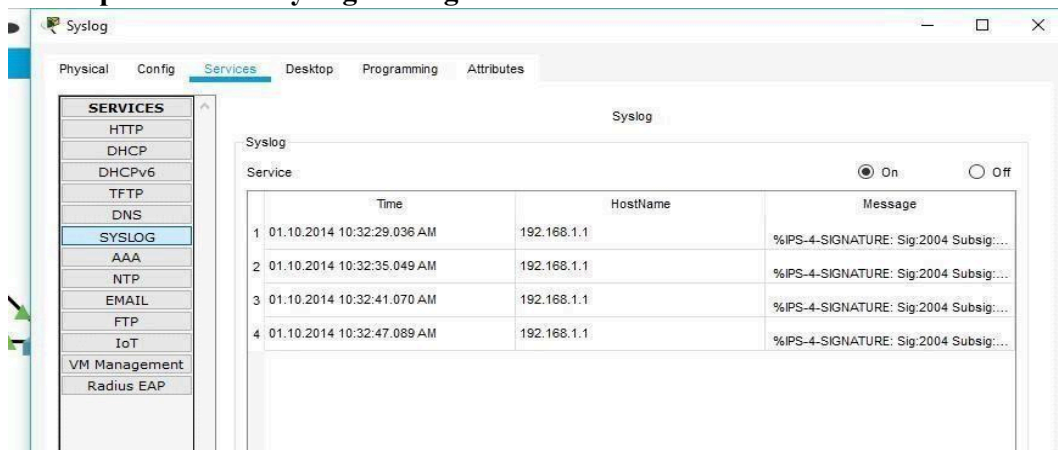 Syslog
Physical Config Services Desktop Programming Attributes
SERVICES
HTTP
DHCP
DHCPv6
TFTP
DNS
SYSLOG
AAA
NTP
EMAIL
FTP
IoT
VM Management
Radius EAP
Syslog
Syslog
Service On Off
Time HostName Message
1 01.10.2014 10:32:29.036 AM 192.168.1.1 %IPS-4-SIGNATURE: Sig:2004 Subsig:...
2 01.10.2014 10:32:35.049 AM 192.168.1.1 %IPS-4-SIGNATURE: Sig:2004 Subsig:...
3 01.10.2014 10:32:41.070 AM 192.168.1.1 %IPS-4-SIGNATURE: Sig:2004 Subsig:...
4 01.10.2014 10:32:47.089 AM 192.168.1.1 %IPS-4-SIGNATURE: Sig:2004 Subsig:...